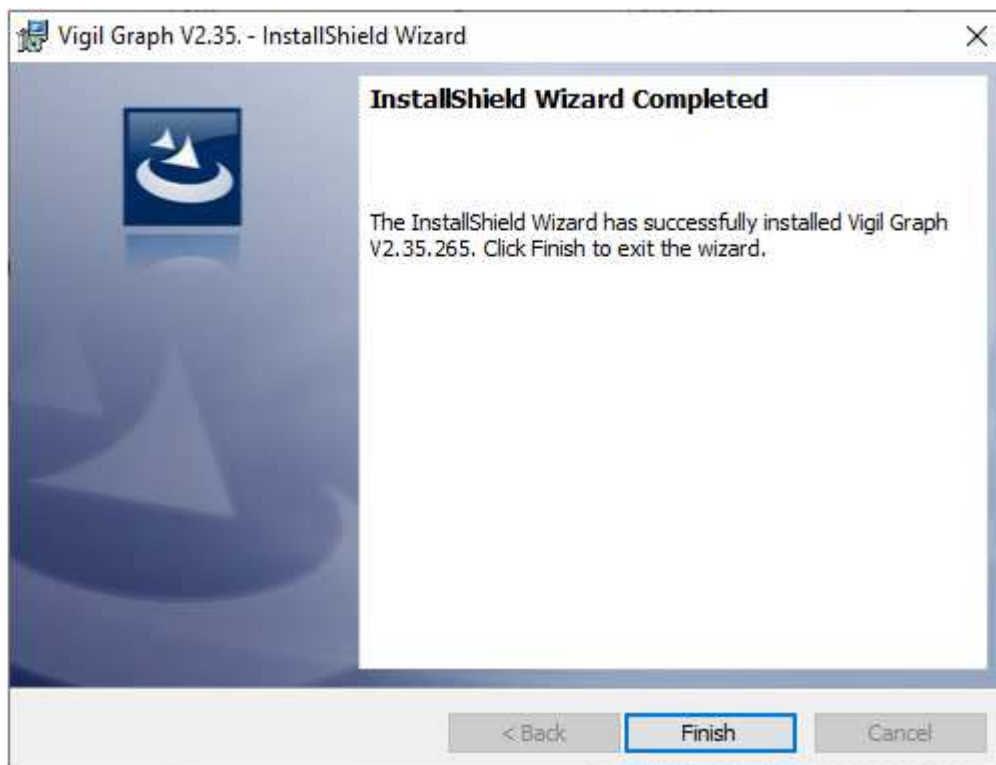 Vigil Graph V2.35. - InstallShield Wizard
InstallShield Wizard Completed
The InstallShield Wizard has successfully installed Vigil Graph
V2.35.265. Click Finish to exit the wizard.
< Back Finish Cancel